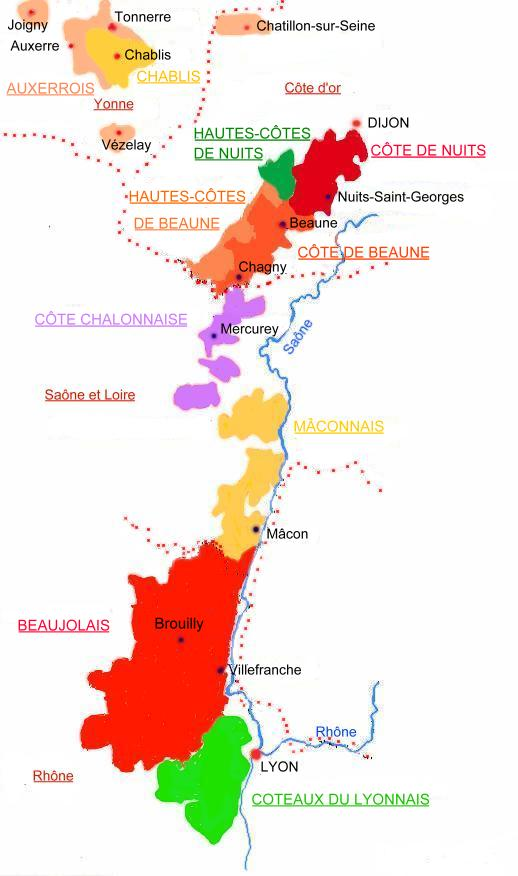 Joigny
Tonnerre
Chatillon-sur-Seine
Auxerre
Chablis
CHABLIS
AUXERROIS
Yonne
Côte d'or
DIJON
HAUTES-CÔTES
DE NUITS
CÔTE DE NUITS
Vézelay
HAUTES-CÔTES
DE BEAUNE
Nuits-Saint-Georges
Beaune
CÔTE DE BEAUNE
Chagny
CÔTE CHALONNAISE
Mercurey
Saône
Saône et Loire
MÂCONNAIS
Mâcon
BEAUJOLAIS
Brouilly
Villefranche
Rhône
LYON
Rhône
COTEAUX DU LYONNAIS